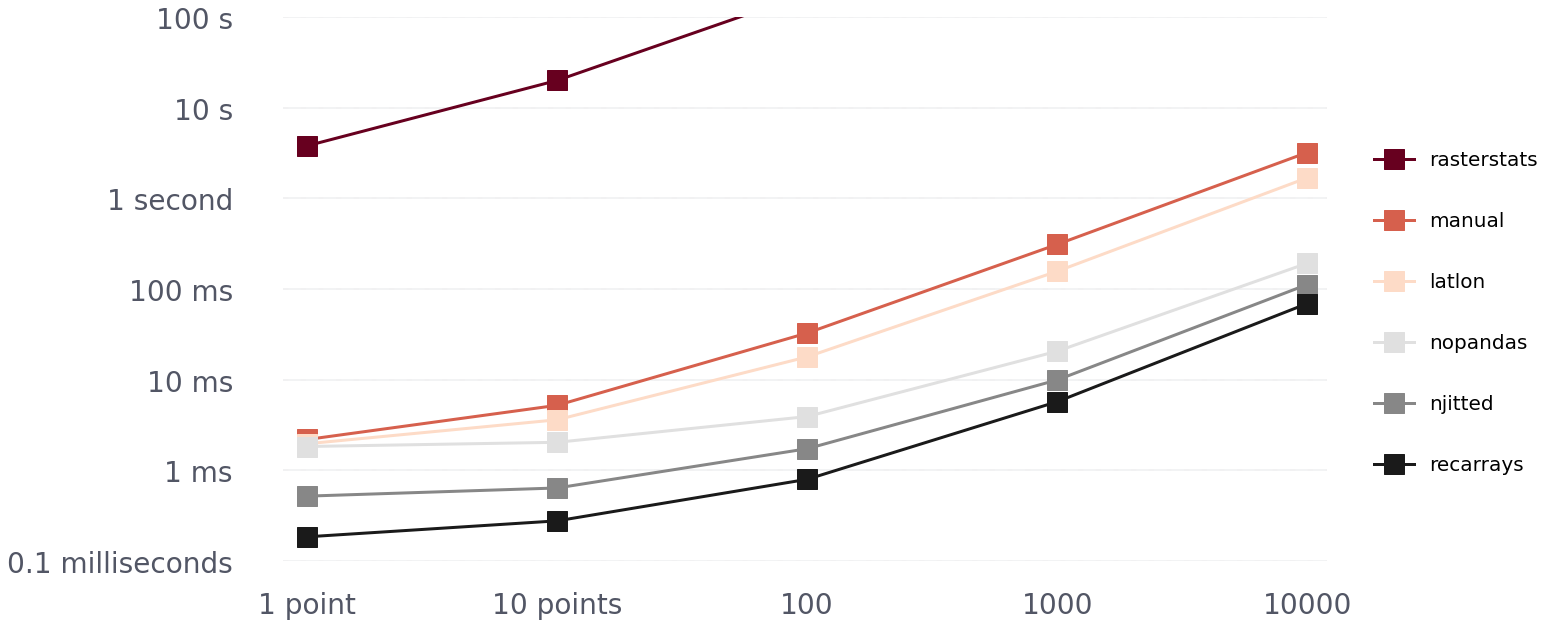 100 s
10 s
1 second
100 ms
10 ms
1 ms
0.1 milliseconds
1 point
10 points
100
1000
10000
rasterstats
manual
latlon
nopandas
njitted
recarrays